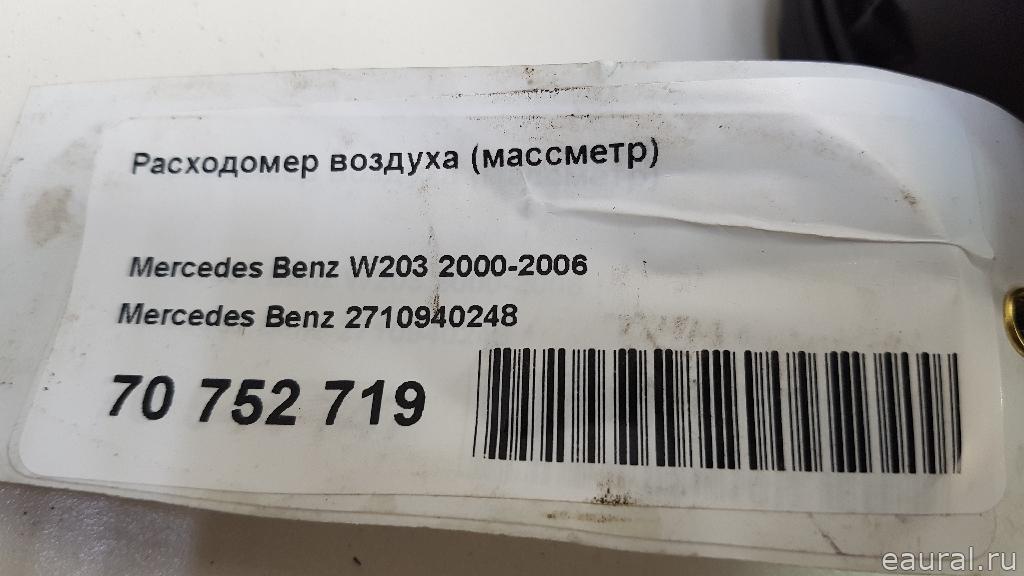 Расходомер воздуха (массметр)
Mercedes Benz W203 2000-2006
Mercedes Benz 2710940248
70 752 719
eaural.ru